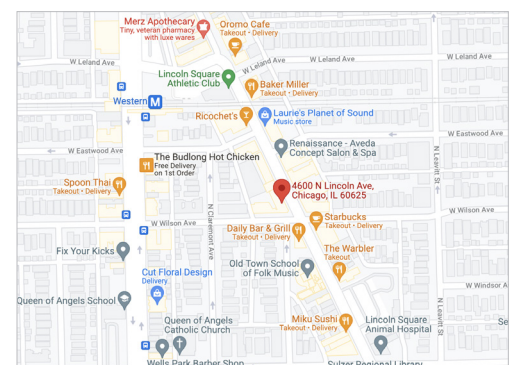 Merz Apothecary
Tiny, veteran pharmacy
with luxe wares
Oromo Cafe
Takeout • Delivery
W Leland Ave
W Leland Ave
W Leland Ave
Lincoln Square
Athletic Club
Baker Miller
Takeout • Delivery
Western M
Ricochet's
Laurie's Planet of Sound
Music store
W Eastwood Ave
W Eastwood Ave
Renaissance - Aveda
Concept Salon & Spa
N Leavitt St
The Budlong Hot Chicken
Free Delivery
on 1st Order
Spoon Thai
Takeout • Delivery
4600 N Lincoln Ave,
Chicago, IL 60625
N Claremont Ave
W Wilson Ave
W Wilson Ave
Starbucks
Takeout • Delivery
Daily Bar & Grill
Takeout • Delivery
Fix Your Kicks
The Warbler
Takeout
Cut Floral Design
Delivery
Old Town School
of Folk Music
N Leavitt St
W Windsor A
Queen of Angels School
Queen of Angels
Catholic Church
Miku Sushi
Takeout • Delivery
Lincoln Square
Animal Hospital
Se
Wells Park Barber Shop
Sulzer Regional Library